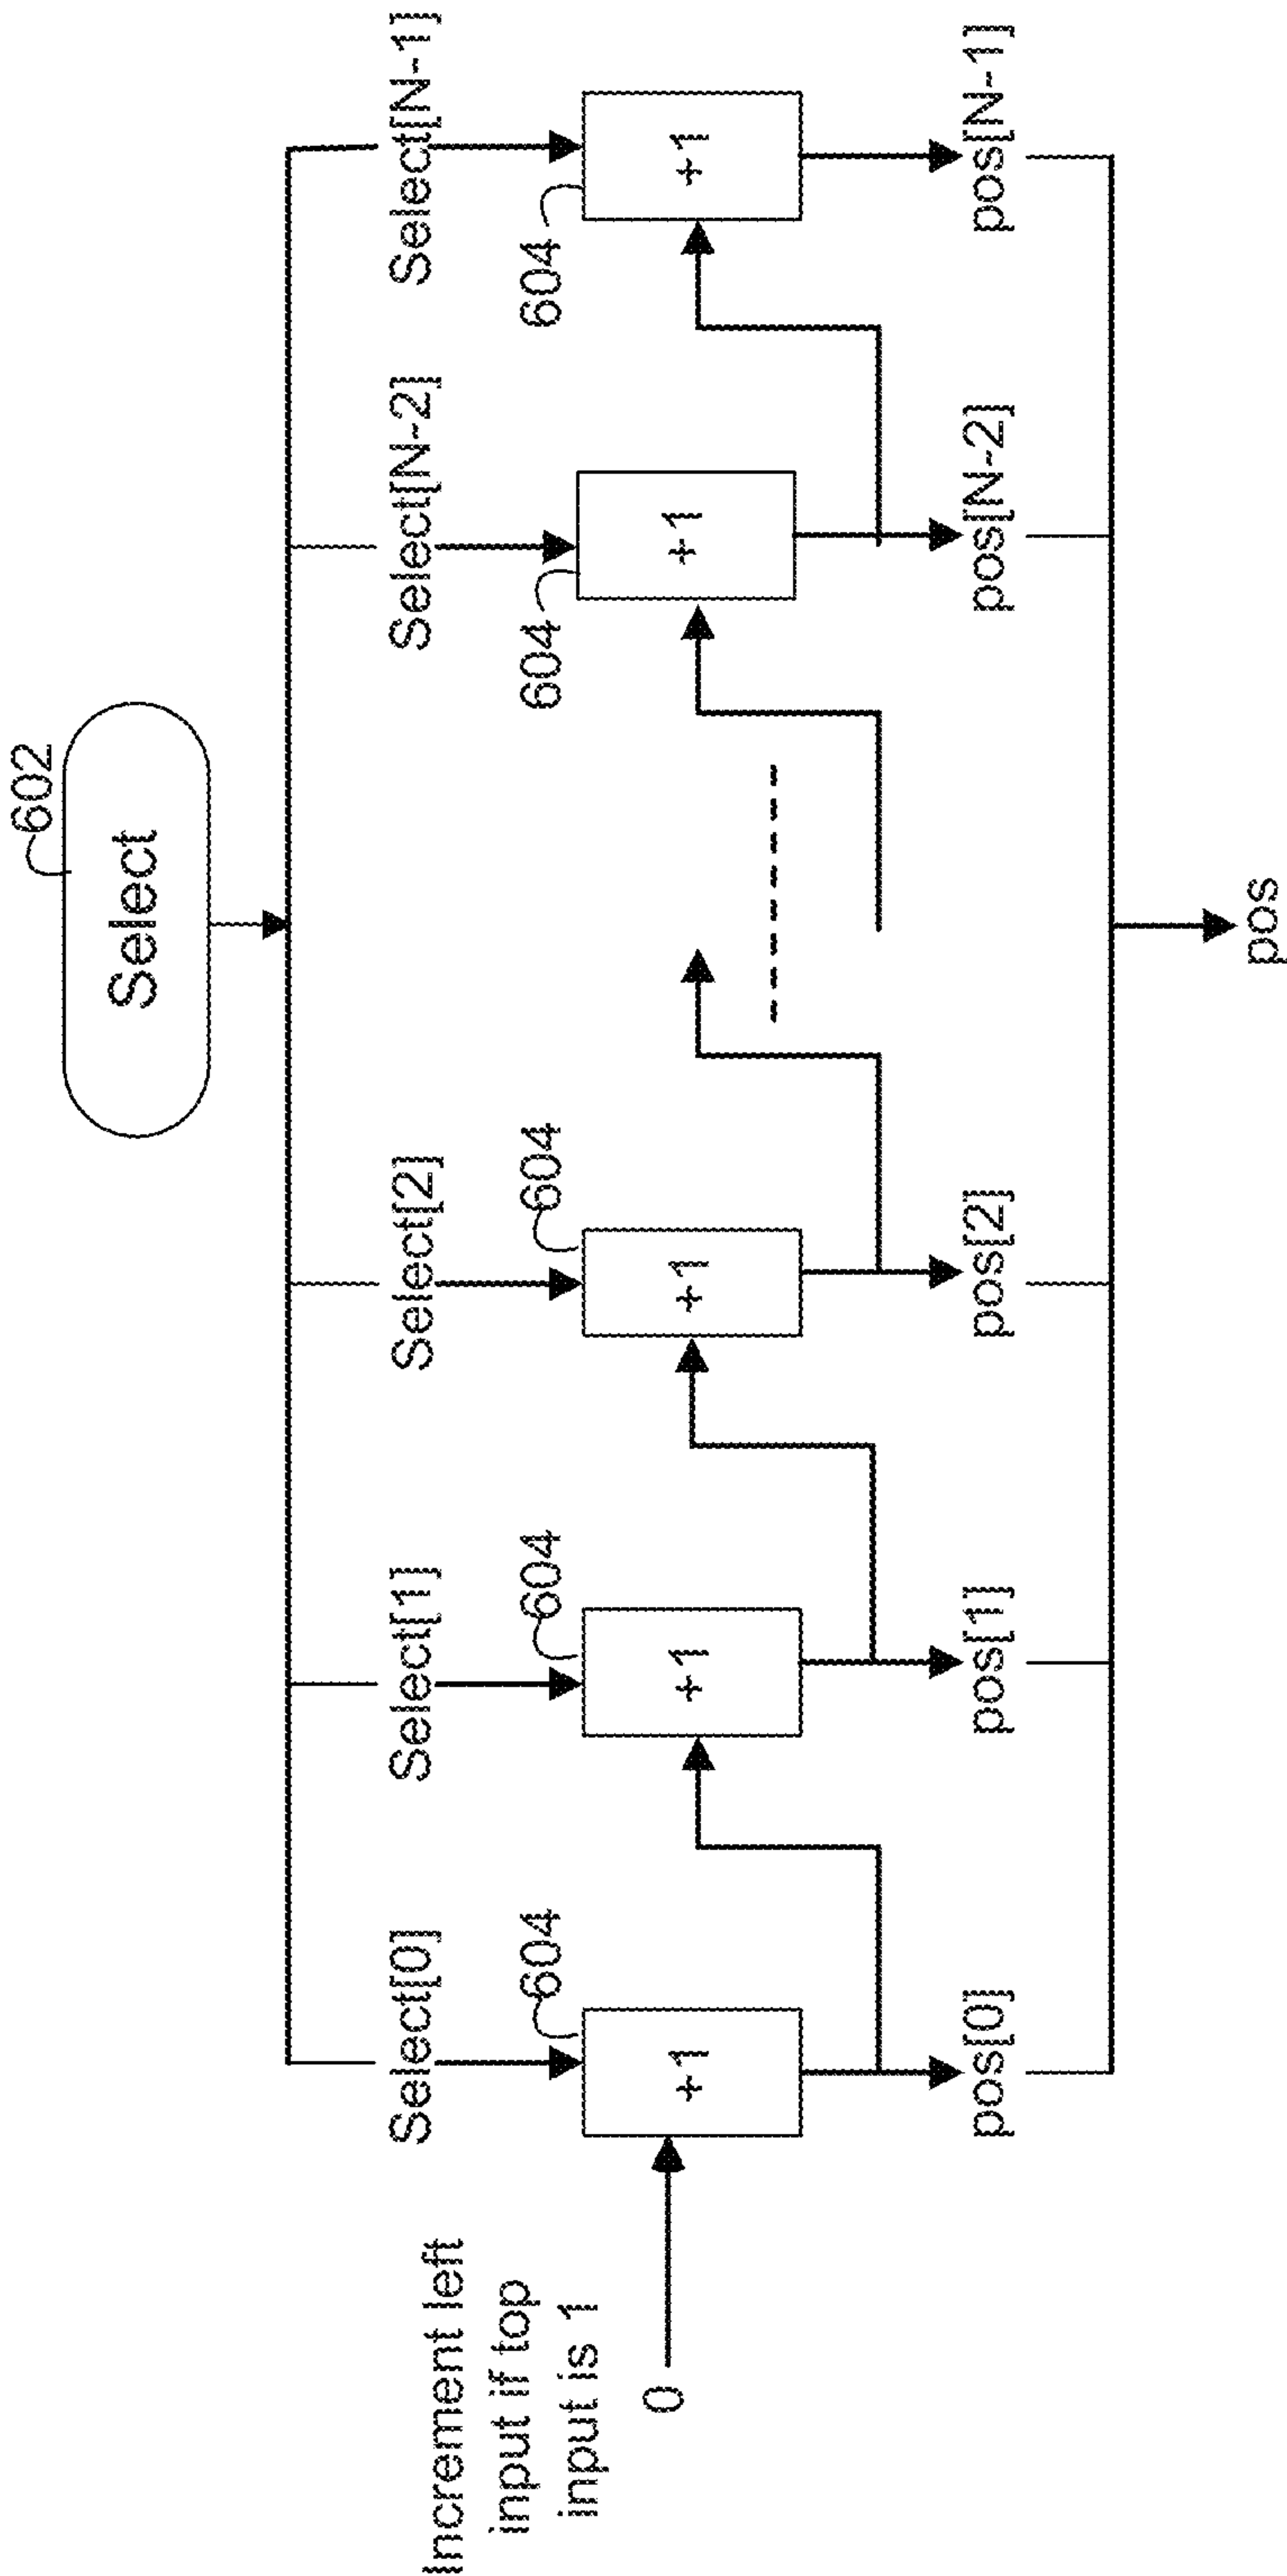 602
Select
Select[0]
Select[1]
Select[2]
Select[N-2]
Select[N-1]
Increment left
input if top
input is 1
604
604
604
604
604
0
+1
+1
+1
+1
+1
pos[0]
pos[1]
pos[2]
pos[N-2]
pos[N-1]
pos